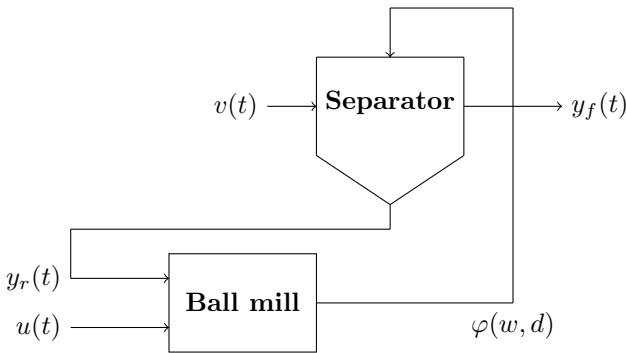 v(t)
Separator
y_f(t)
y_r(t)
Ball mill
u(t)
φ(w, d)